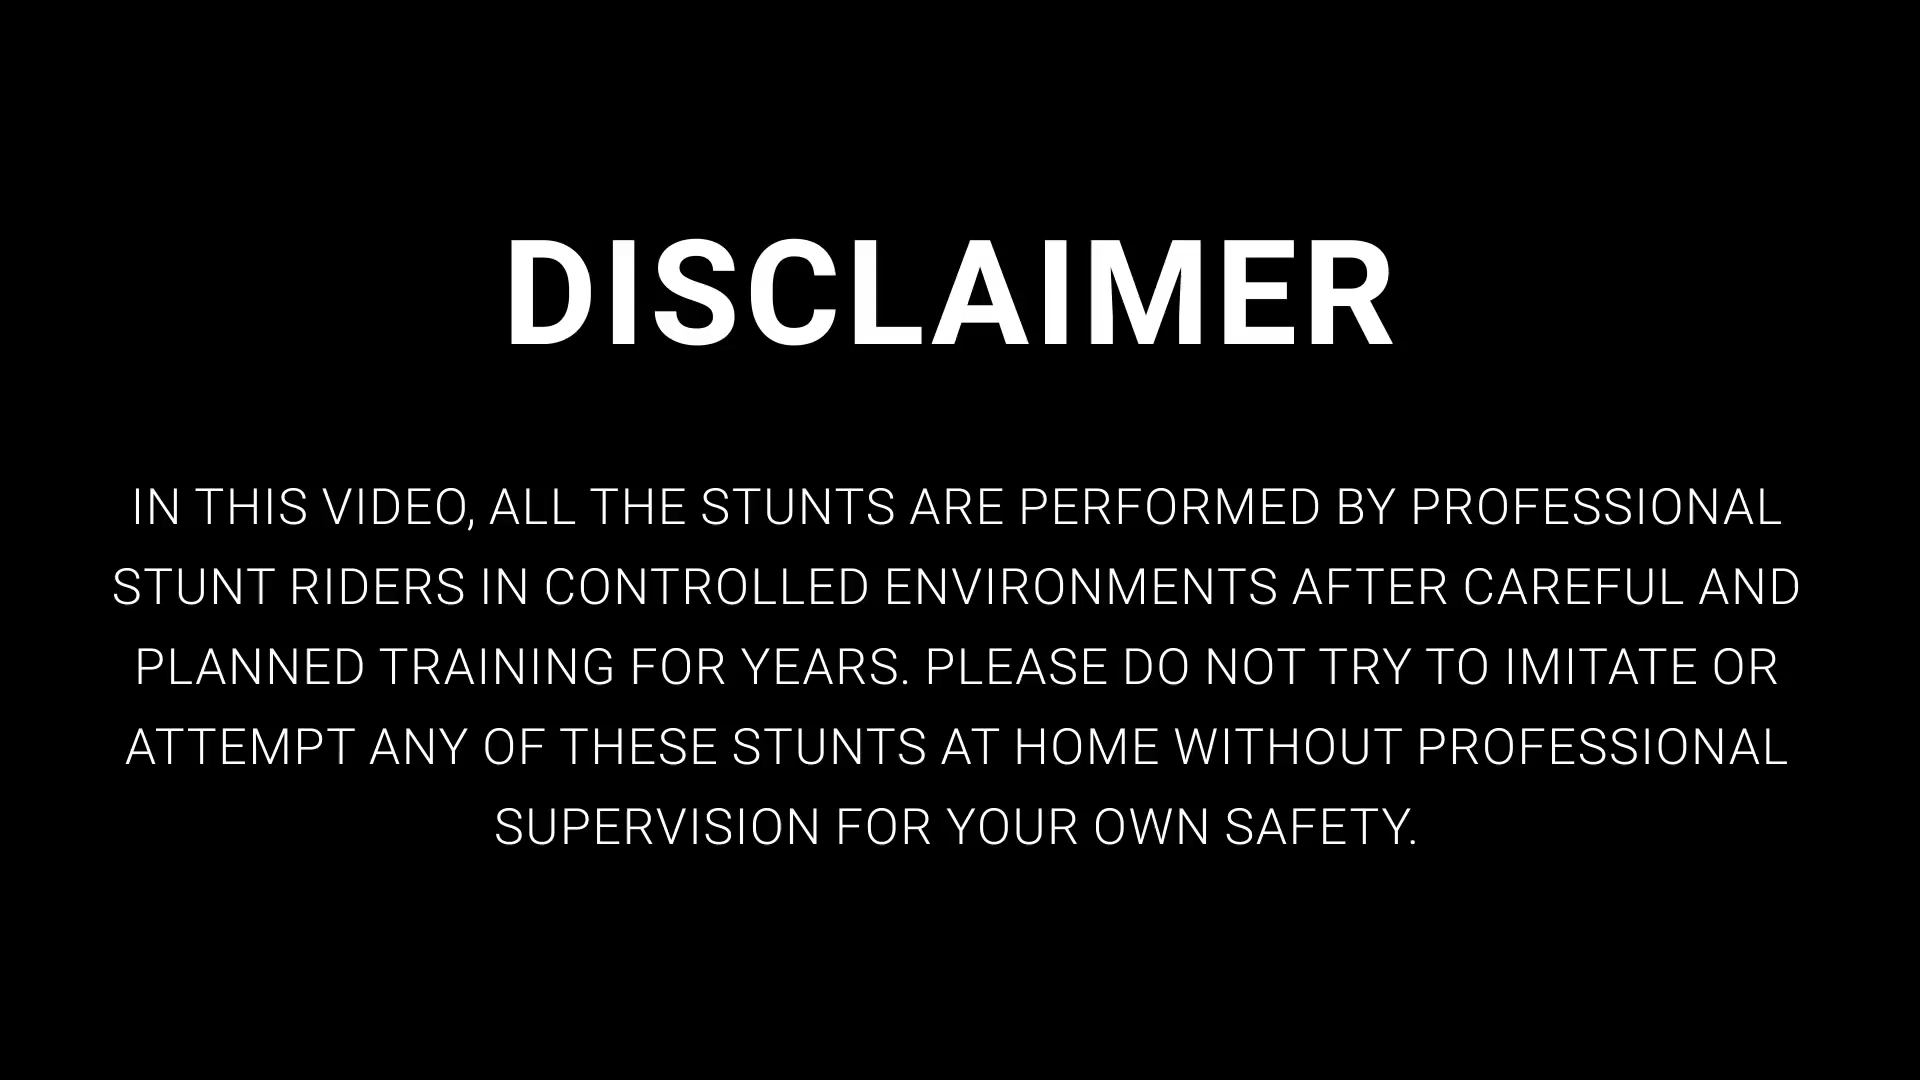 DISCLAIMER
IN THIS VIDEO, ALL THE STUNTS ARE PERFORMED BY PROFESSIONAL
STUNT RIDERS IN CONTROLLED ENVIRONMENTS AFTER CAREFUL AND
PLANNED TRAINING FOR YEARS. PLEASE DO NOT TRY TO IMITATE OR
ATTEMPT ANY OF THESE STUNTS AT HOME WITHOUT PROFESSIONAL
SUPERVISION FOR YOUR OWN SAFETY.